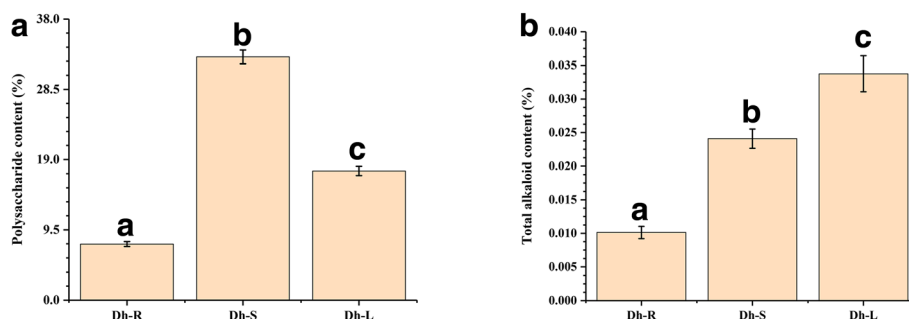 a
Polysaccharide content (%)
38.0
28.5
19.0
9.5
0.0
a
b
c
Dh-R
Dh-S
Dh-L
b
Total alkaloid content (%)
0.040
0.035
0.030
0.025
0.020
0.015
0.010
0.005
0.000
a
b
c
Dh-R
Dh-S
Dh-L